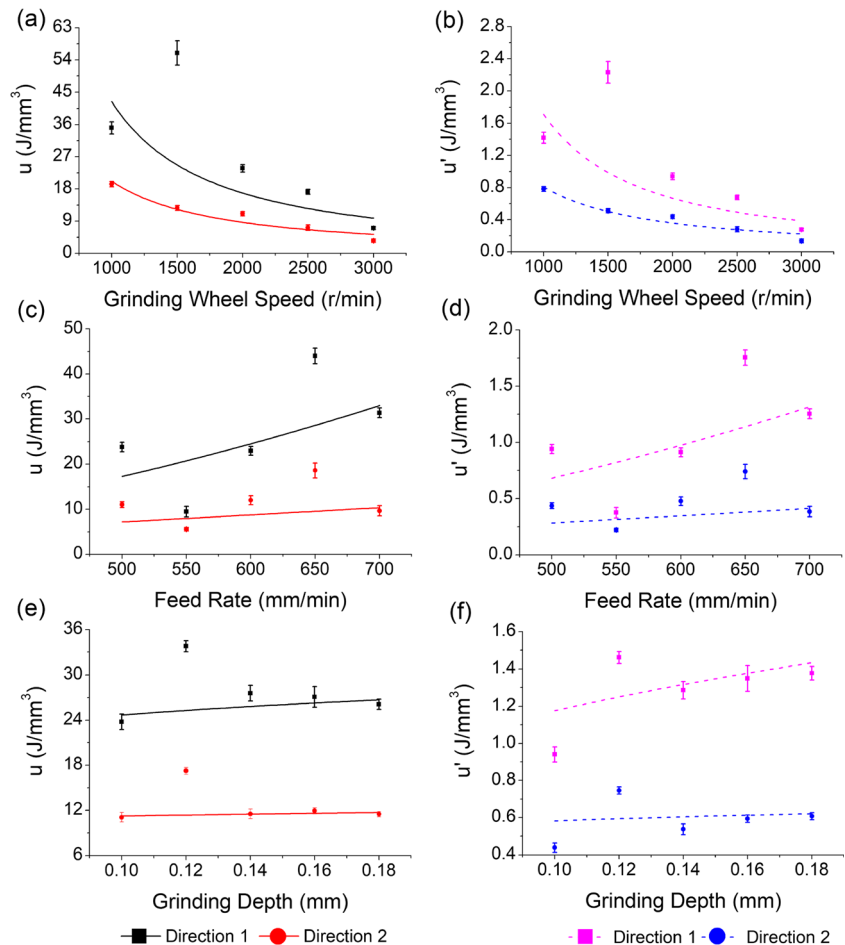 (a)
63
54
45
36
27
18
9
0
u (J/mm³)
1000 1500 2000 2500 3000
Grinding Wheel Speed (r/min)
(b)
2.8
2.4
2.0
1.6
1.2
0.8
0.4
0.0
u' (J/mm³)
1000 1500 2000 2500 3000
Grinding Wheel Speed (r/min)
(c)
50
40
30
20
10
0
u (J/mm³)
500 550 600 650 700
Feed Rate (mm/min)
(d)
2.0
1.5
1.0
0.5
0.0
u' (J/mm³)
500 550 600 650 700
Feed Rate (mm/min)
(e)
36
30
24
18
12
6
u (J/mm³)
0.10 0.12 0.14 0.16 0.18
Grinding Depth (mm)
(f)
1.6
1.4
1.2
1.0
0.8
0.6
0.4
u' (J/mm³)
0.10 0.12 0.14 0.16 0.18
Grinding Depth (mm)
Direction 1 Direction 2
Direction 1 Direction 2